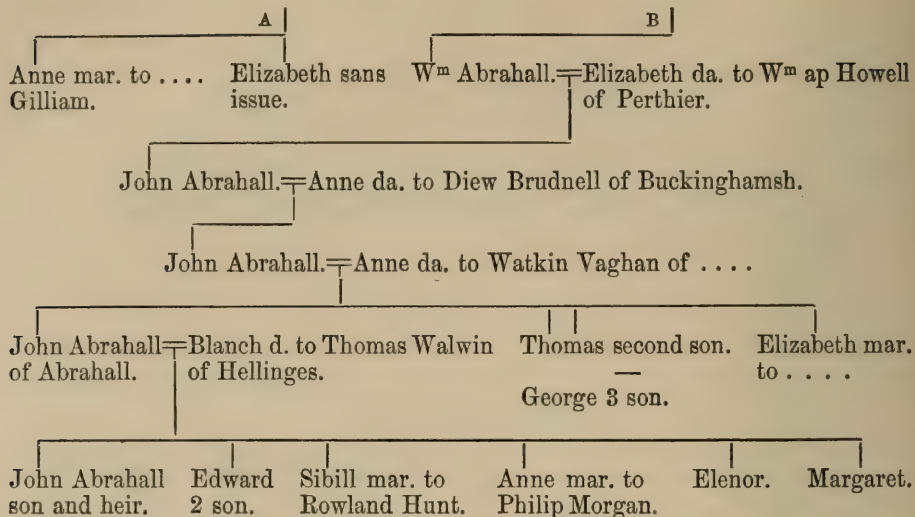 A B
Anne mar. to .... Elizabeth sans Wm Abrahall. Elizabeth da. to Wm ap Howell
Gilliam. issue. of Perthier.
John Abrahall. Anne da. to Diew Brudnell of Buckinghamsh.
John Abrahall. Anne da. to Watkin Vaghan of ....
John Abrahall Blanch d. to Thomas Walwin Thomas second son. Elizabeth mar.
of Abrahall. of Hellinges. — to ....
George 3 son.
John Abrahall Edward Sibill mar. to Anne mar. to Elenor. Margaret.
son and heir. 2 son. Rowland Hunt. Philip Morgan.